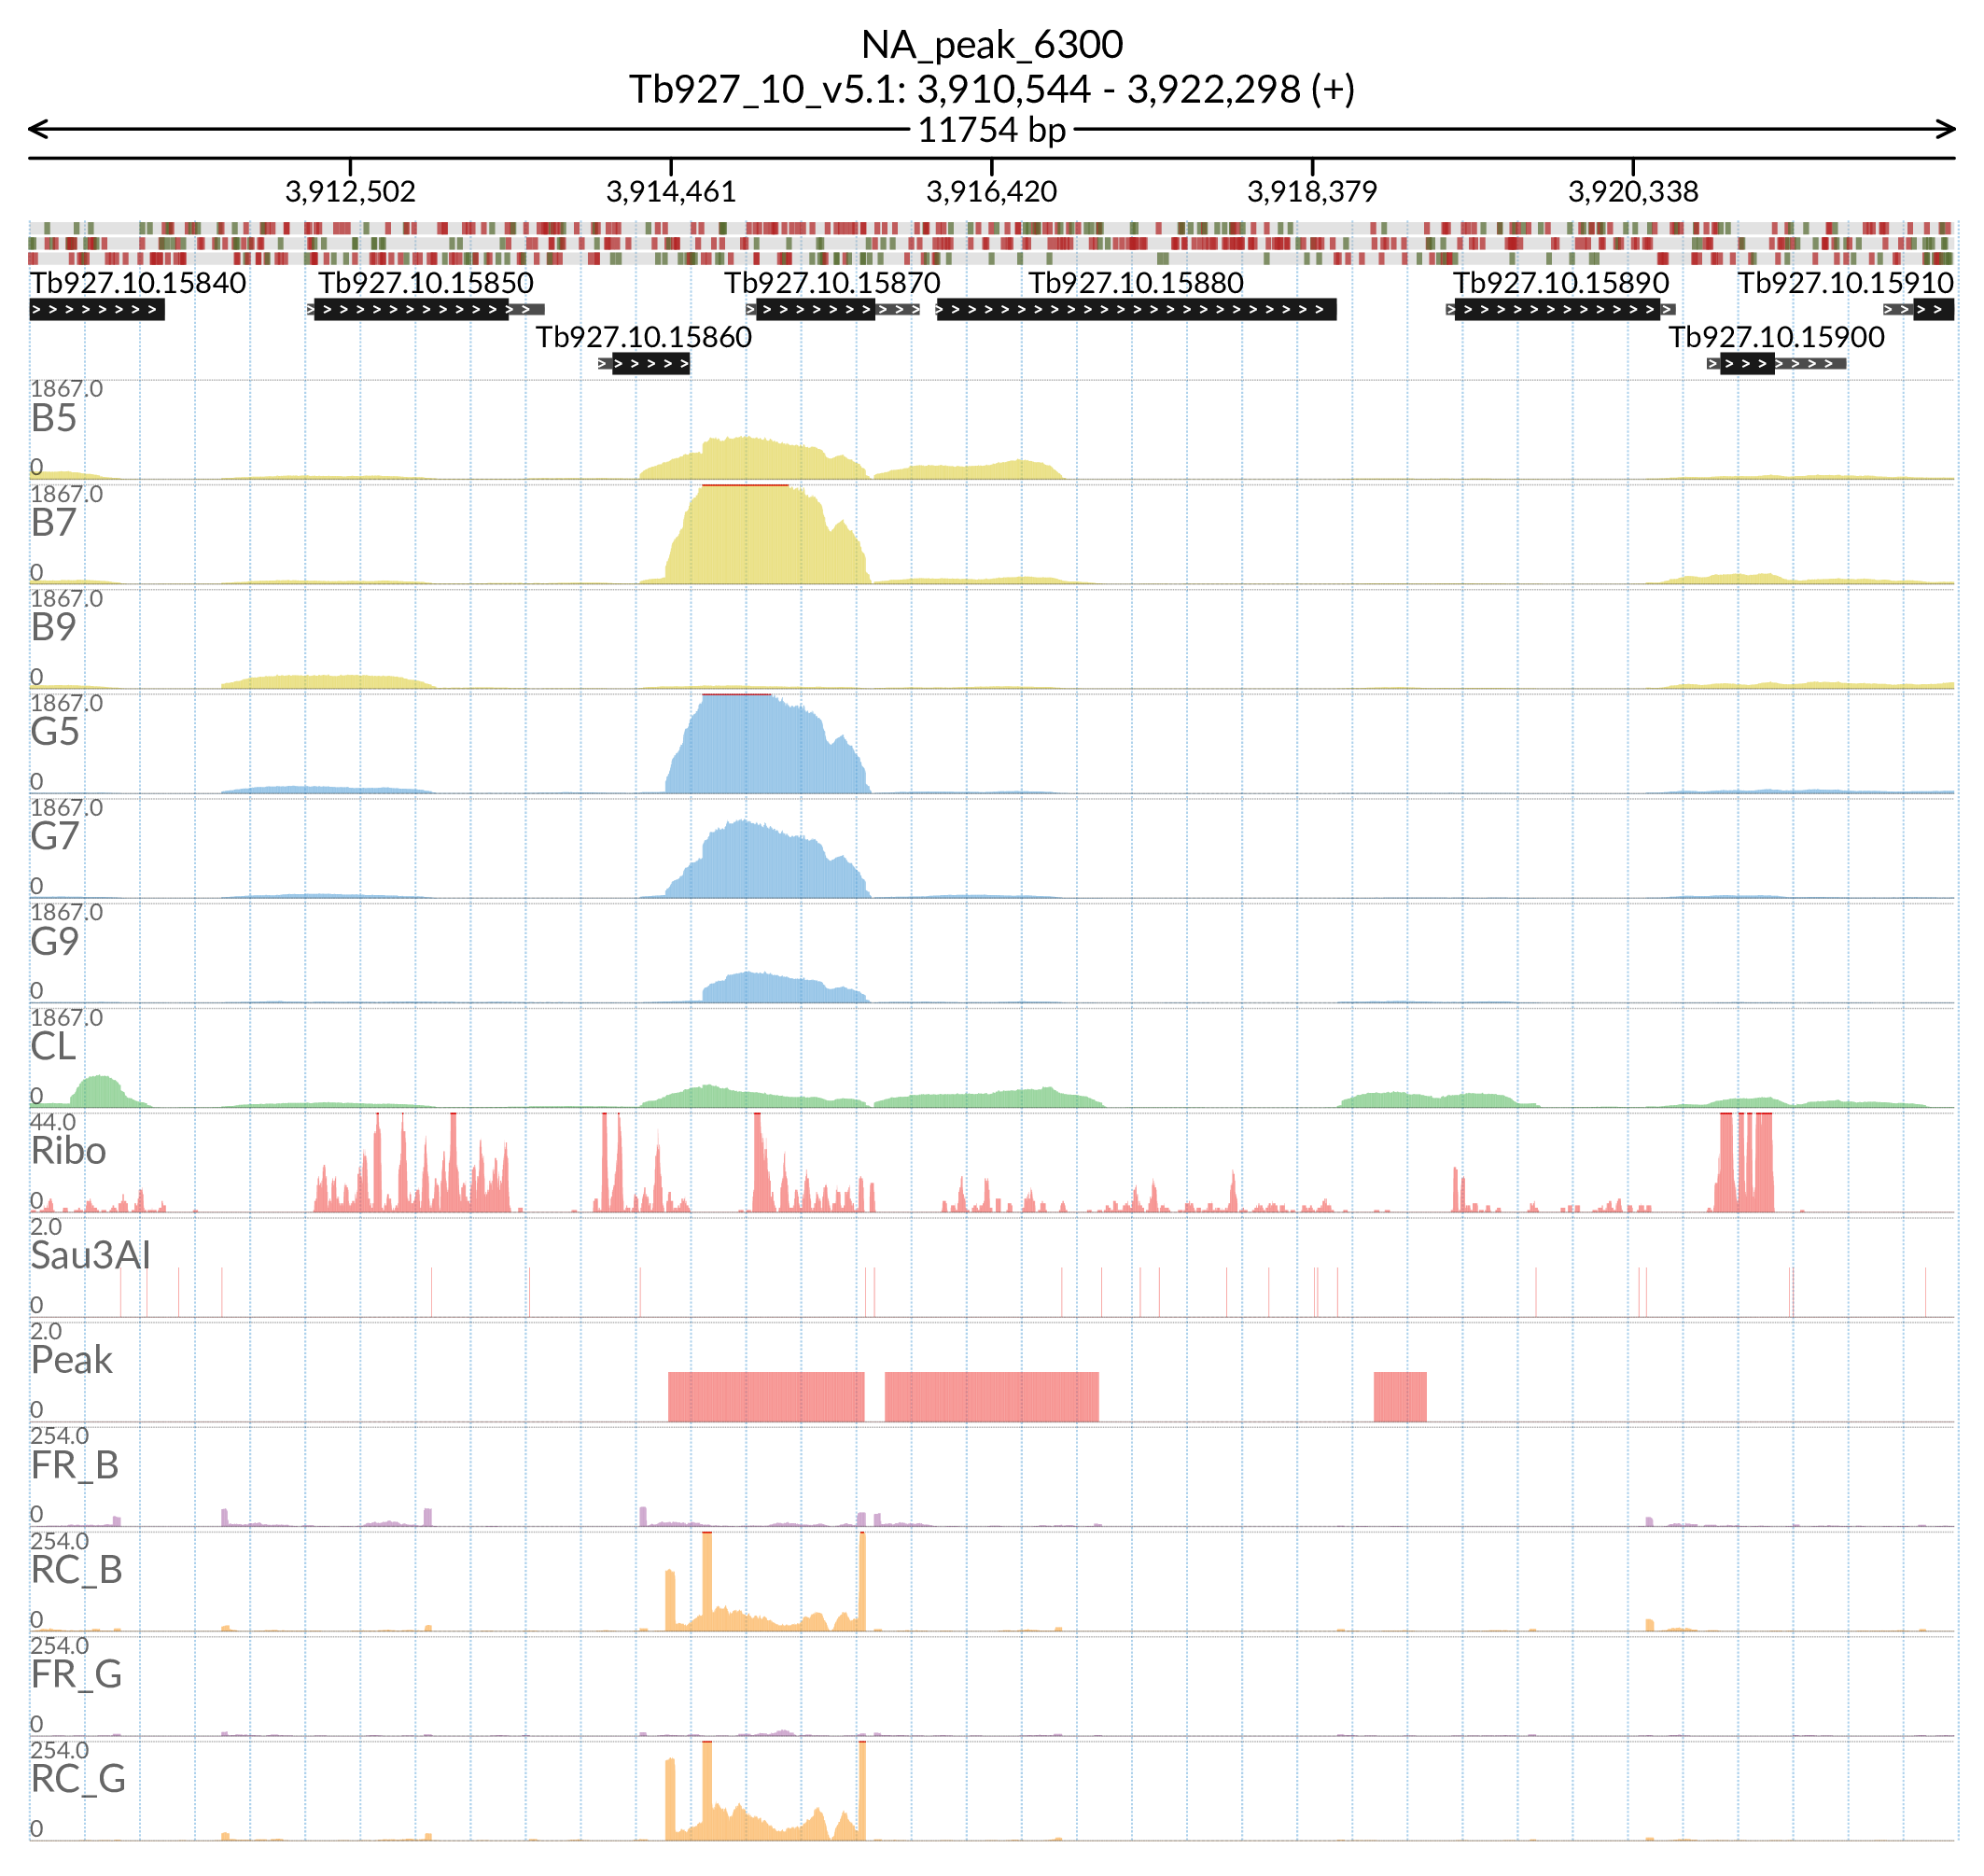 NA_peak_6300
Tb927_10_v5.1: 3,910,544 - 3,922,298 (+)
11754 bp
3,912,502 3,914,461 3,916,420 3,918,379 3,920,338
Tb927.10.15840 Tb927.10.15850 Tb927.10.15870 Tb927.10.15880 Tb927.10.15890 Tb927.10.15910
Tb927.10.15860 Tb927.10.15900
1867.0
B5
0
1867.0
B7
0
1867.0
B9
0
1867.0
G5
0
1867.0
G7
0
1867.0
G9
0
1867.0
CL
0
44.0
Ribo
0
2.0
Sau3AI
0
2.0
Peak
0
254.0
FR_B
0
254.0
RC_B
0
254.0
FR_G
0
254.0
RC_G
0